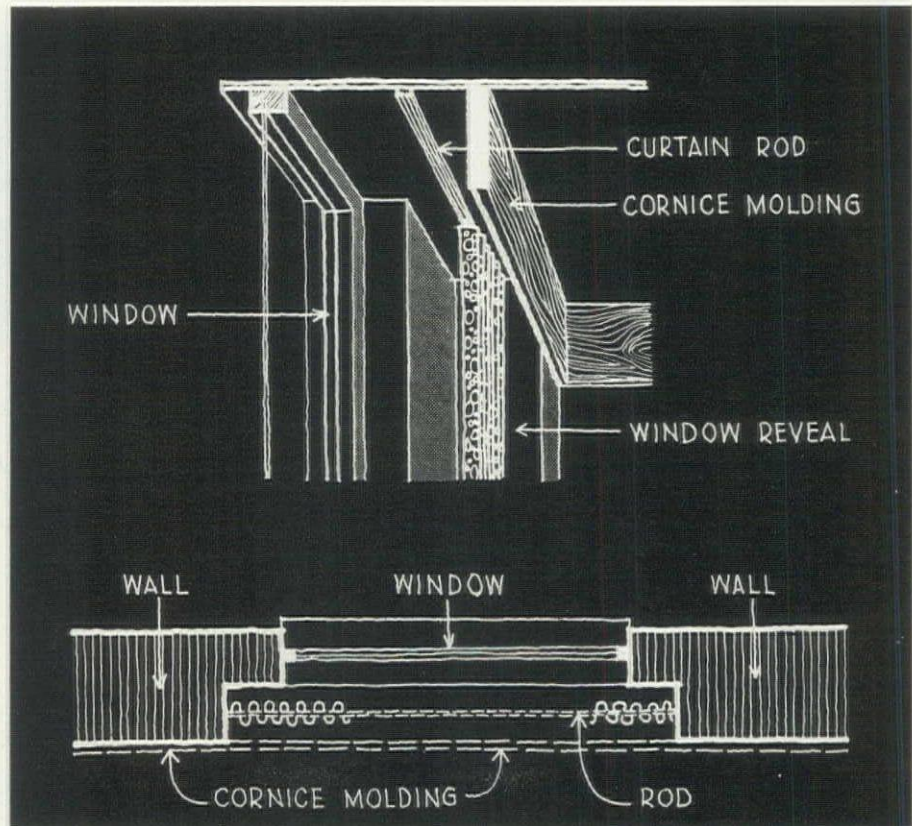 CURTAIN ROD
CORNICE MOLDING
WINDOW
WINDOW REVEAL
WALL
WINDOW
WALL
CORNICE MOLDING
ROD